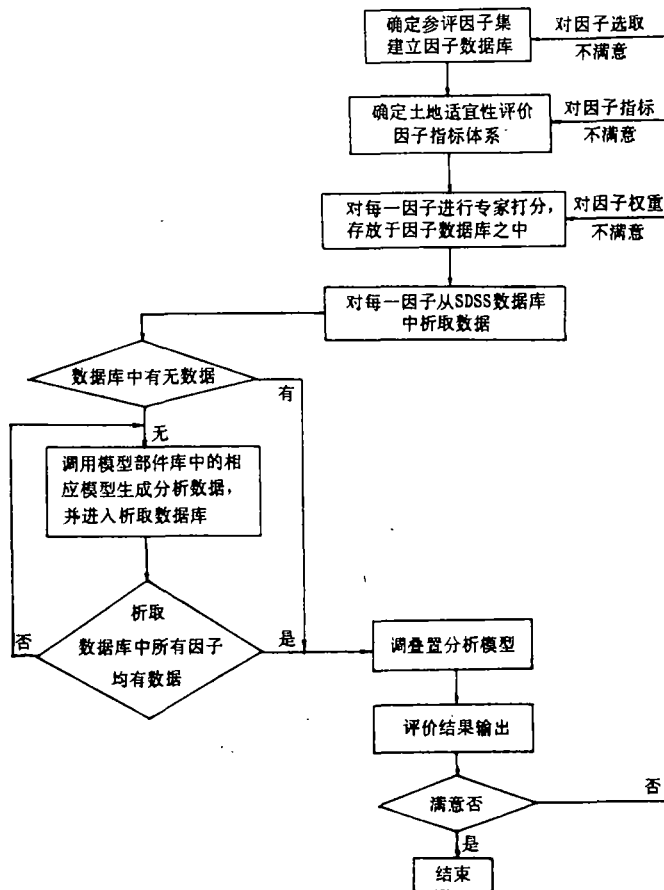 确定参评因子集
建立因子数据库
对因子选取
不满意
确定土地适宜性评价
因子指标体系
对因子指标
不满意
对每一因子进行专家打分，
存放于因子数据库之中
对因子权重
不满意
对每一因子从SDSS数据库
中析取数据
数据库中有无数据
有
无
调用模型部件库中的相
应模型生成分析数据，
并进入析取数据库
析取
数据库中所有因子
均有数据
否
是
调叠置分析模型
评价结果输出
满意否
否
是
结束